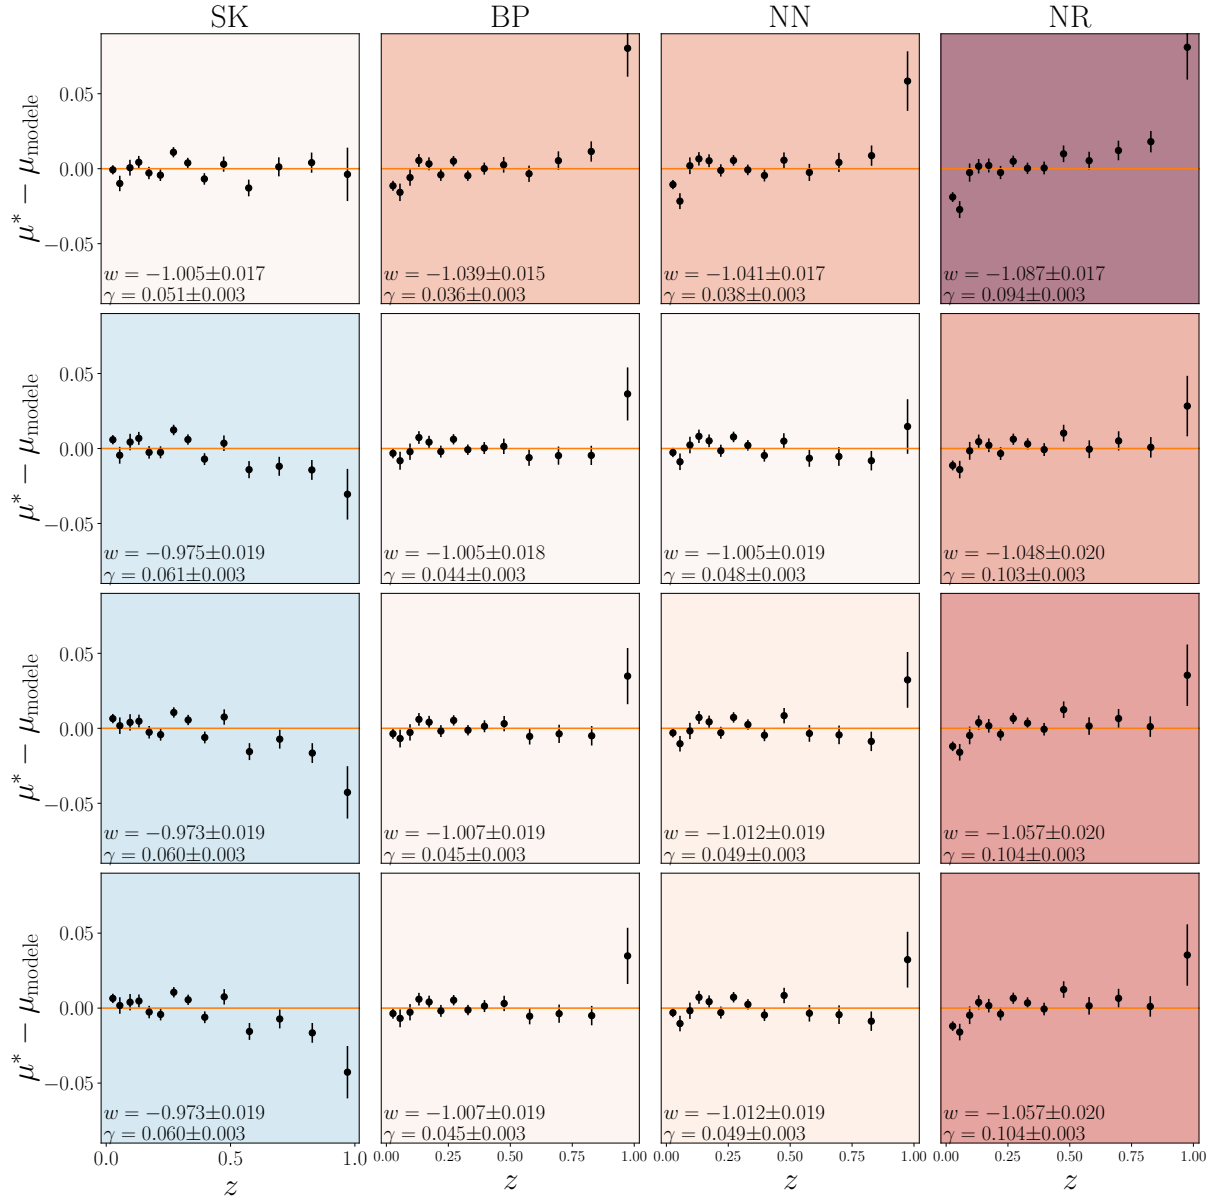 SK BP NN NR
μ* − μmodele
0.05
0.00
−0.05
w = −1.005±0.017
γ = 0.051±0.003
w = −1.039±0.015
γ = 0.036±0.003
w = −1.041±0.017
γ = 0.038±0.003
w = −1.087±0.017
γ = 0.094±0.003
μ* − μmodele
0.05
0.00
−0.05
w = −0.975±0.019
γ = 0.061±0.003
w = −1.005±0.018
γ = 0.044±0.003
w = −1.005±0.019
γ = 0.048±0.003
w = −1.048±0.020
γ = 0.103±0.003
μ* − μmodele
0.05
0.00
−0.05
w = −0.973±0.019
γ = 0.060±0.003
w = −1.007±0.019
γ = 0.045±0.003
w = −1.012±0.019
γ = 0.049±0.003
w = −1.057±0.020
γ = 0.104±0.003
μ* − μmodele
0.05
0.00
−0.05
w = −0.973±0.019
γ = 0.060±0.003
w = −1.007±0.019
γ = 0.045±0.003
w = −1.012±0.019
γ = 0.049±0.003
w = −1.057±0.020
γ = 0.104±0.003
0.0 0.5 1.0
0.00 0.25 0.50 0.75 1.00
0.00 0.25 0.50 0.75 1.00
0.00 0.25 0.50 0.75 1.00
z z z z